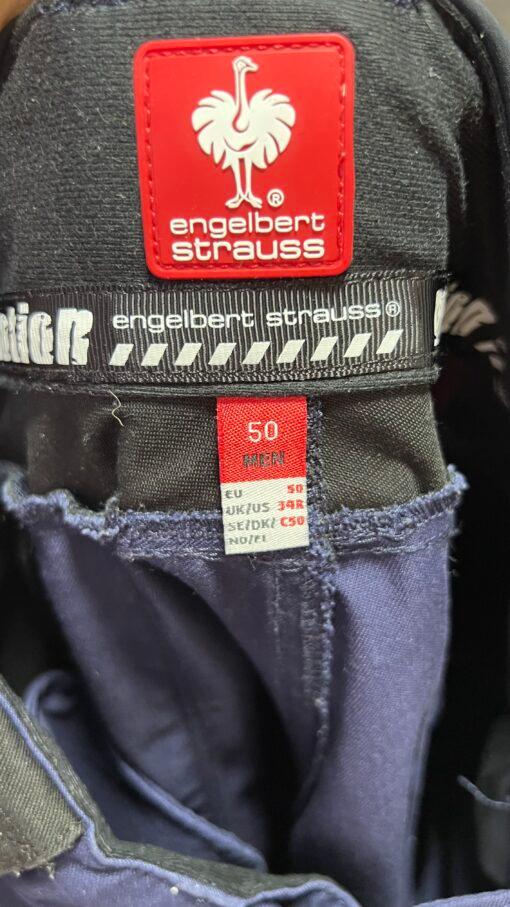 ®
engelbert
strauss
engelbert strauss®
50
MEN
EU 50
UK/US 34R
SE/DK/ C50
NO/FI